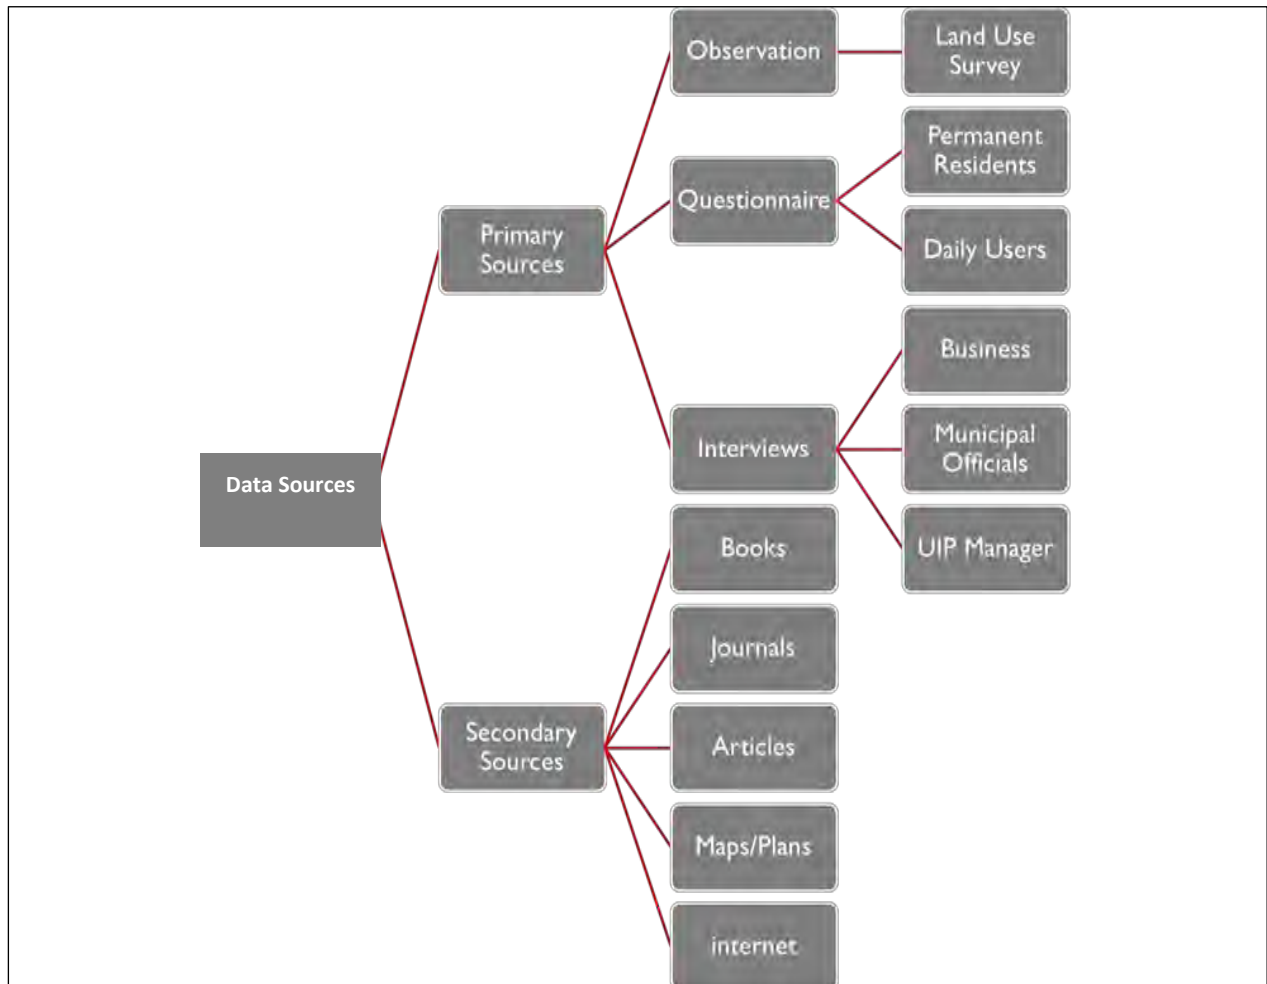 Data Sources
Primary
Sources
Observation
Land Use
Survey
Questionnaire
Permanent
Residents
Daily Users
Interviews
Business
Municipal
Officials
UIP Manager
Secondary
Sources
Books
Journals
Articles
Maps/Plans
internet